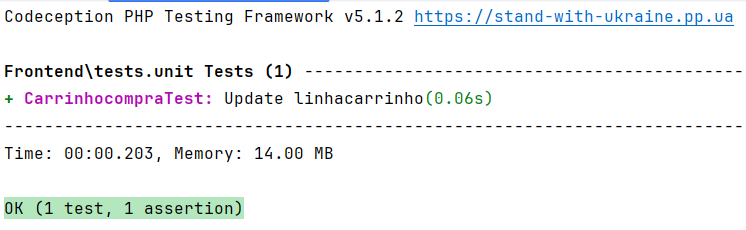 Codeception PHP Testing Framework v5.1.2 https://stand-with-ukraine.pp.ua
Frontend\tests.unit Tests (1) --------------------------------------------
+ CarrinhocompraTest: Update linhacarrinho(0.06s)
--------------------------------------------------------------------------
Time: 00:00.203, Memory: 14.00 MB
OK (1 test, 1 assertion)